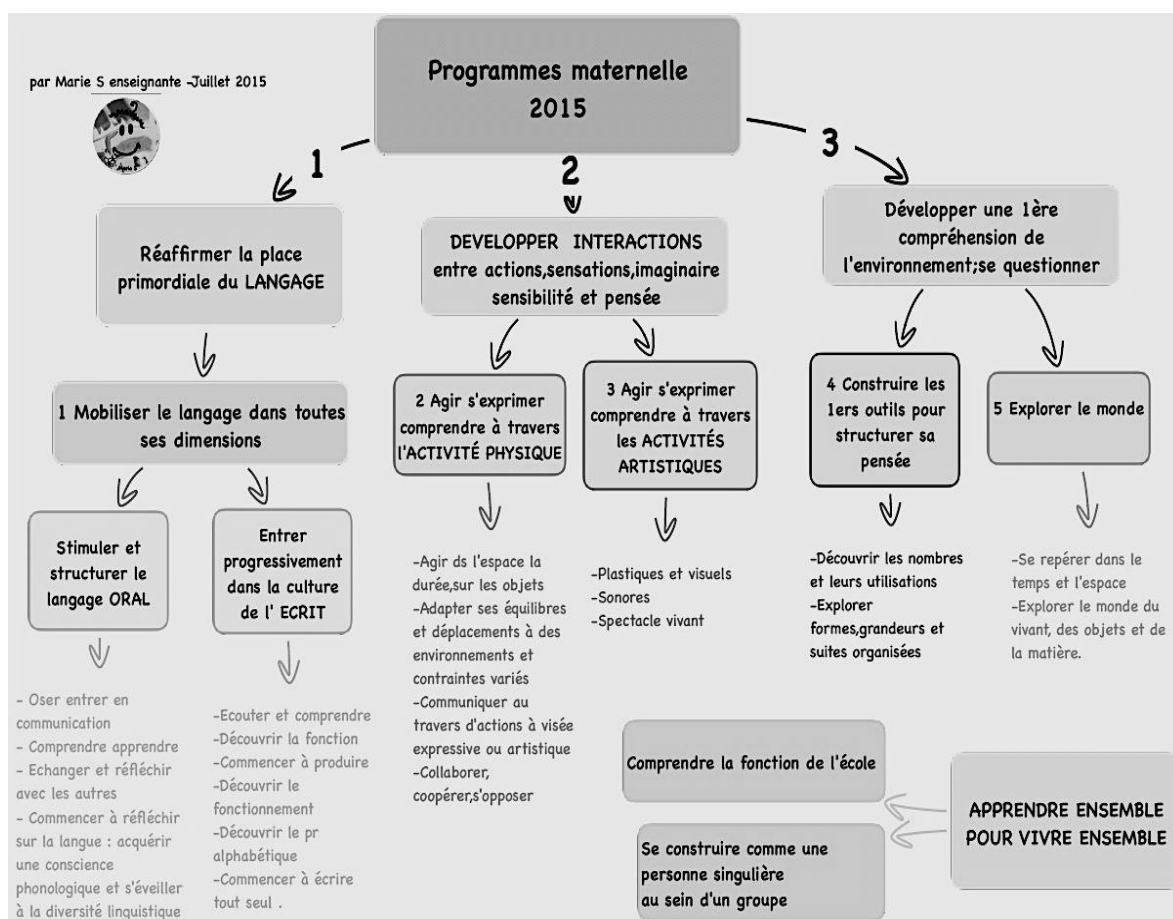 Programmes maternelle
2015
par Marie S enseignante -Juillet 2015
1
2
3
Réaffirmer la place
primordiale du LANGAGE
DEVELOPPER INTERACTIONS
entre actions,sensations,imaginaire
sensibilité et pensée
Développer une 1ère
compréhension de
l'environnement;se questionner
1 Mobiliser le langage dans toutes
ses dimensions
2 Agir s'exprimer
comprendre à travers
l'ACTIVITÉ PHYSIQUE
3 Agir s'exprimer
comprendre à travers
les ACTIVITÉS
ARTISTIQUES
4 Construire les
1ers outils pour
structurer sa
pensée
5 Explorer le monde
Stimuler et
structurer le
langage ORAL
Entrer
progressivement
dans la culture
de l' ECRIT
- Oser entrer en
communication
- Comprendre apprendre
- Echanger et réfléchir
avec les autres
- Commencer à réfléchir
sur la langue : acquérir
une conscience
phonologique et s'éveiller
à la diversité linguistique
-Ecouter et comprendre
-Découvrir la fonction
-Commencer à produire
-Découvrir le
fonctionnement
-Découvrir le pr
alphabétique
-Commencer à écrire
tout seul .
-Agir ds l'espace la
durée,sur les objets
-Adapter ses équilibres
et déplacements à des
environnements et
contraintes variés
-Communiquer au
travers d'actions à visée
expressive ou artistique
-Collaborer,
coopérer,s'opposer
-Plastiques et visuels
-Sonores
-Spectacle vivant
-Découvrir les nombres
et leurs utilisations
-Explorer
formes,grandeurs et
suites organisées
-Se repérer dans le
temps et l'espace
-Explorer le monde du
vivant, des objets et de
la matière.
Comprendre la fonction de l'école
Se construire comme une
personne singulière
au sein d'un groupe
APPRENDRE ENSEMBLE
POUR VIVRE ENSEMBLE